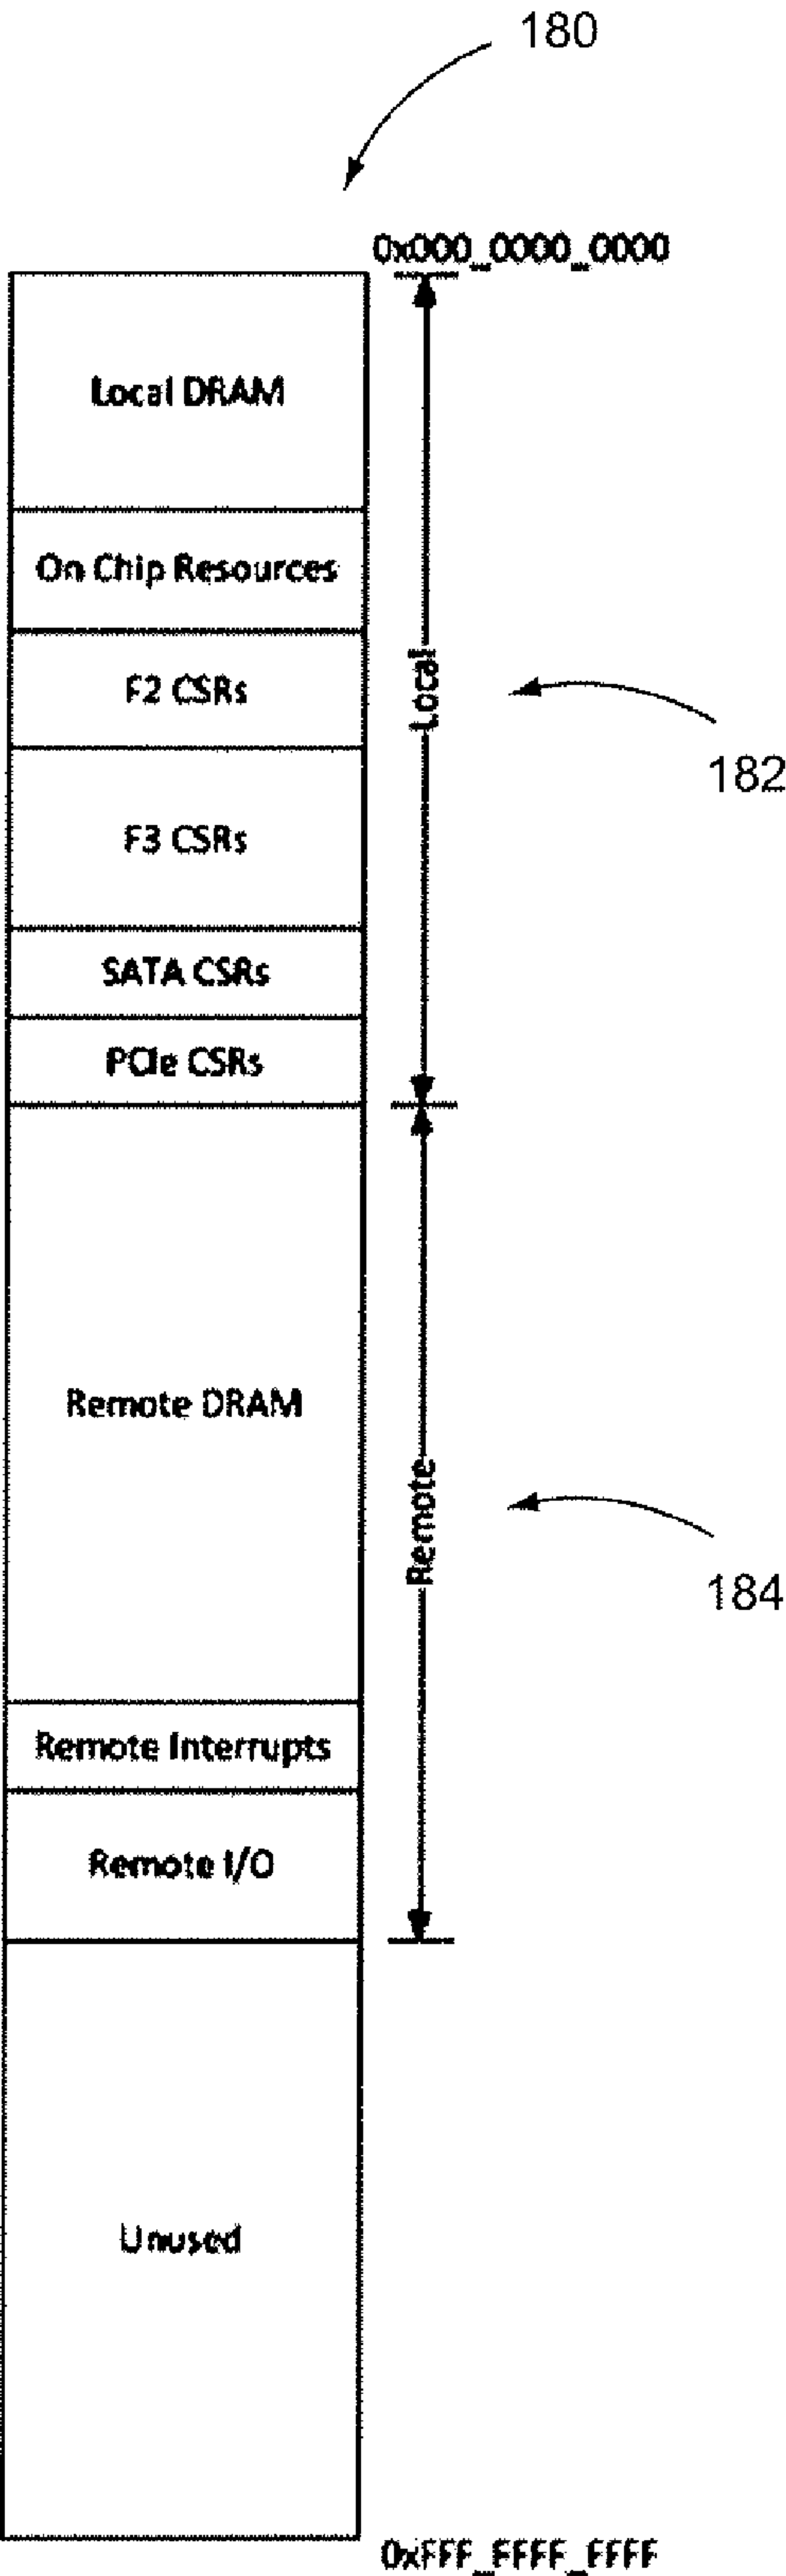 180
0x000_0000_0000
Local DRAM
On Chip Resources
F2 CSRs
Local
182
F3 CSRs
SATA CSRs
PCIe CSRs
Remote DRAM
Remote
184
Remote Interrupts
Remote I/O
Unused
0xFFF_FFFF_FFFF